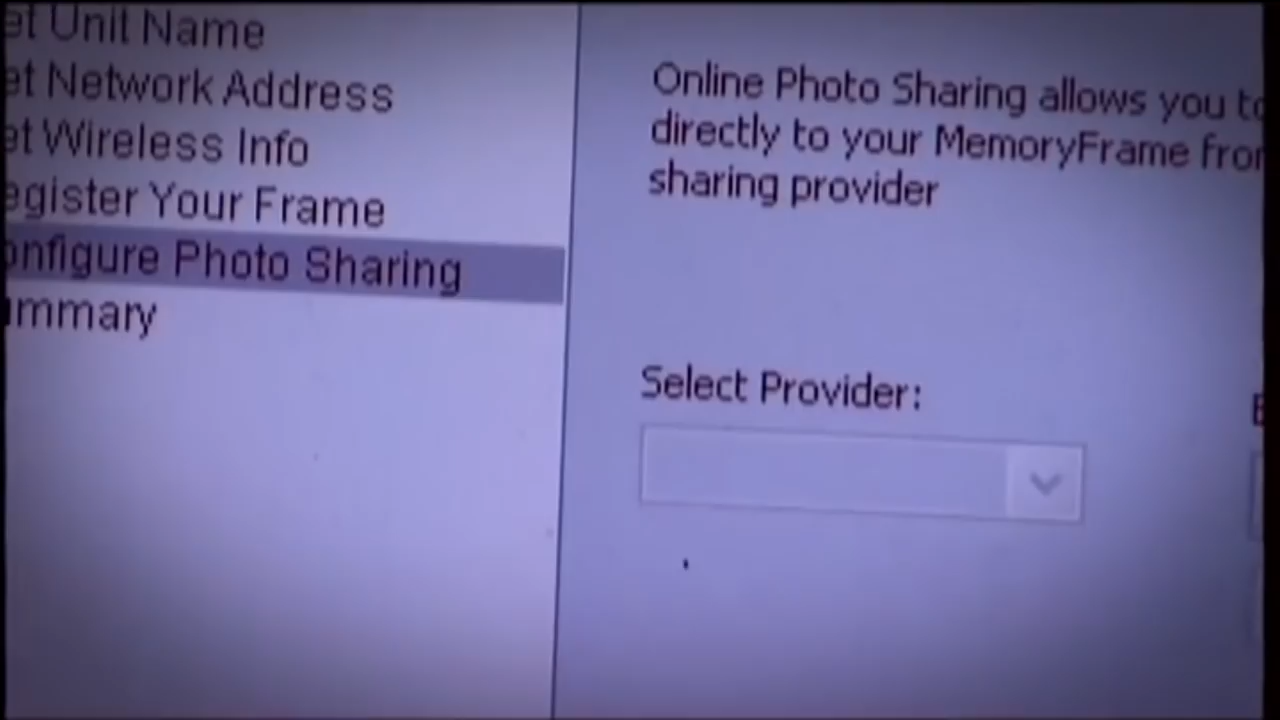 et Unit Name
et Network Address
et Wireless Info
egister Your Frame
onfigure Photo Sharing
ummary
Online Photo Sharing allows you to
directly to your MemoryFrame from
sharing provider
Select Provider: